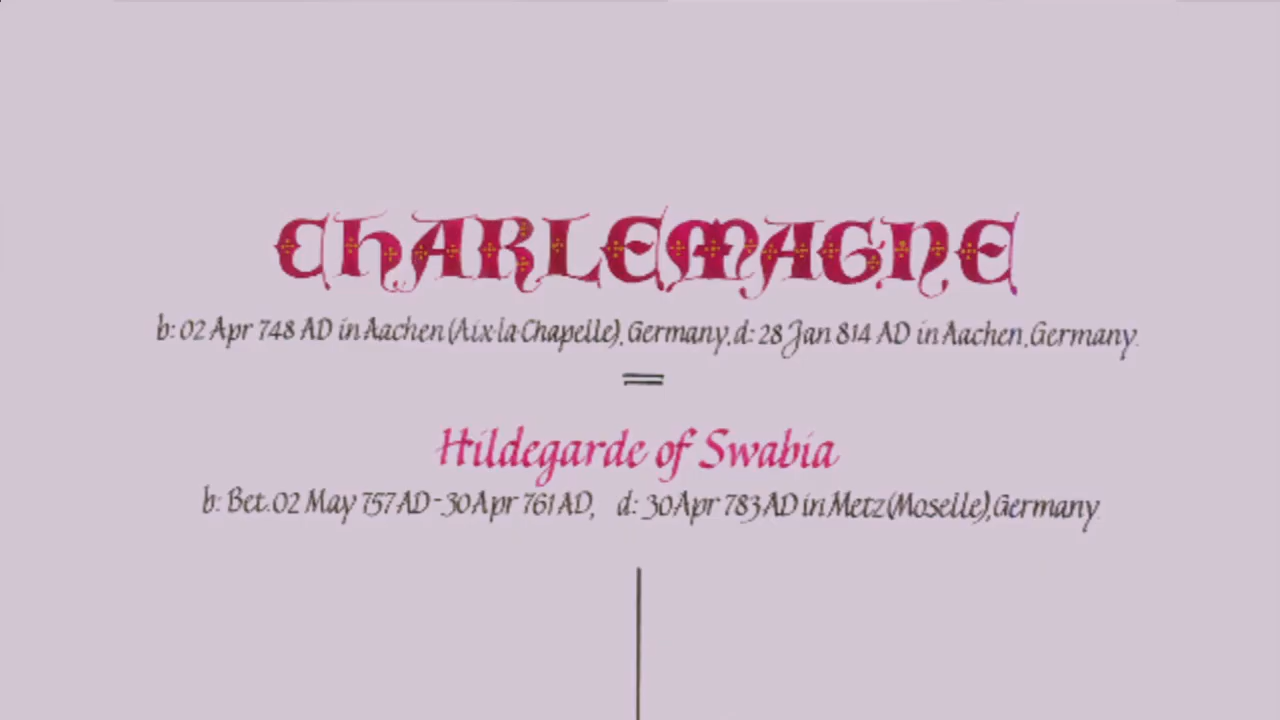 ChARLEMAGNE
b: 02 Apr 748 AD in Aachen (Aix-la-Chapelle), Germany, d: 28 Jan 814 AD in Aachen, Germany.
=
Hildegarde of Swabia
b: Bet. 02 May 757 AD - 30 Apr 761 AD, d: 30 Apr 783 AD in Metz (Moselle), Germany